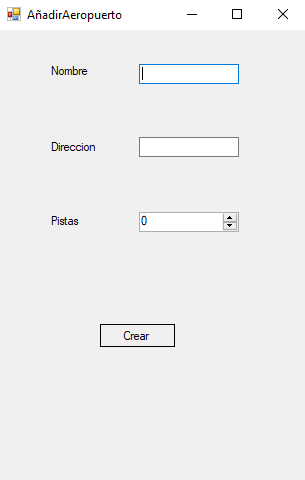 AñadirAeropuerto
Nombre
Direccion
Pistas 0
Crear